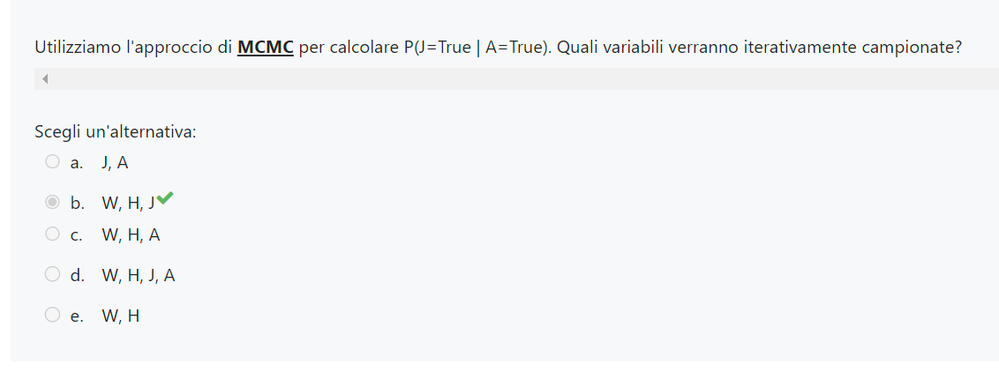 Utilizziamo l'approccio di MCMC per calcolare P(J=True | A=True). Quali variabili verranno iterativamente campionate?
Scegli un'alternativa:
a. J, A
b. W, H, J
c. W, H, A
d. W, H, J, A
e. W, H